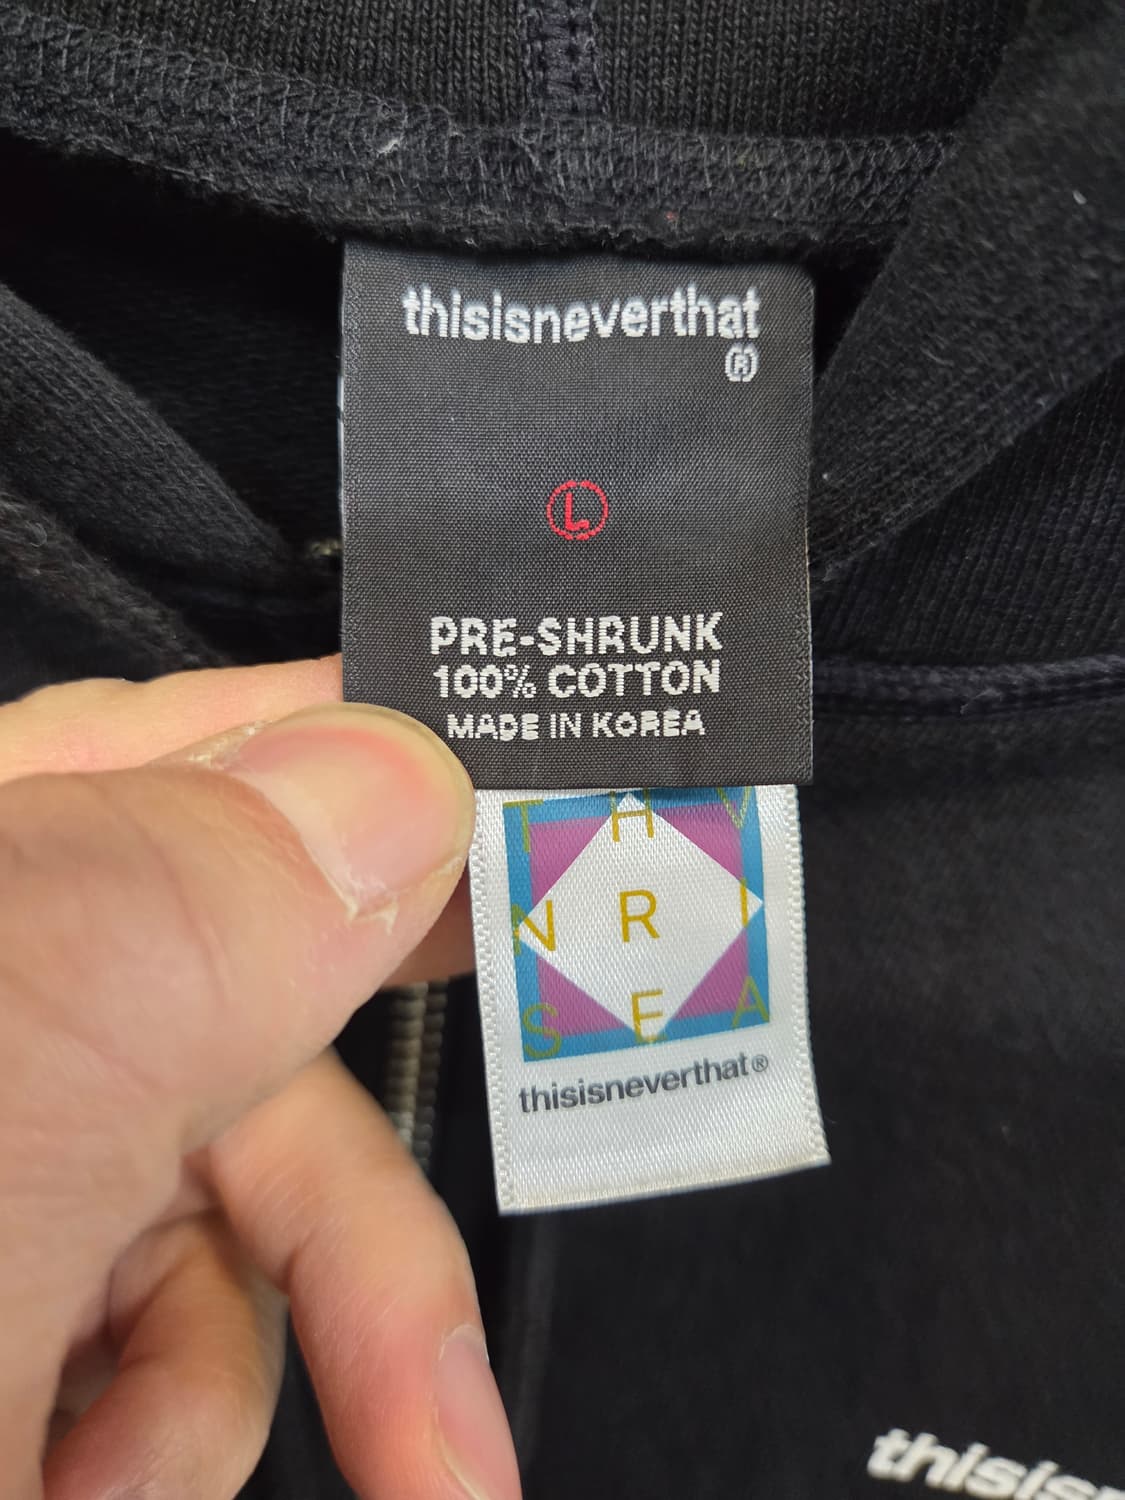 thisisneverthat
®
L
PRE-SHRUNK
100% COTTON
MADE IN KOREA
T H V
N R I
S E A
thisisneverthat®
thisis